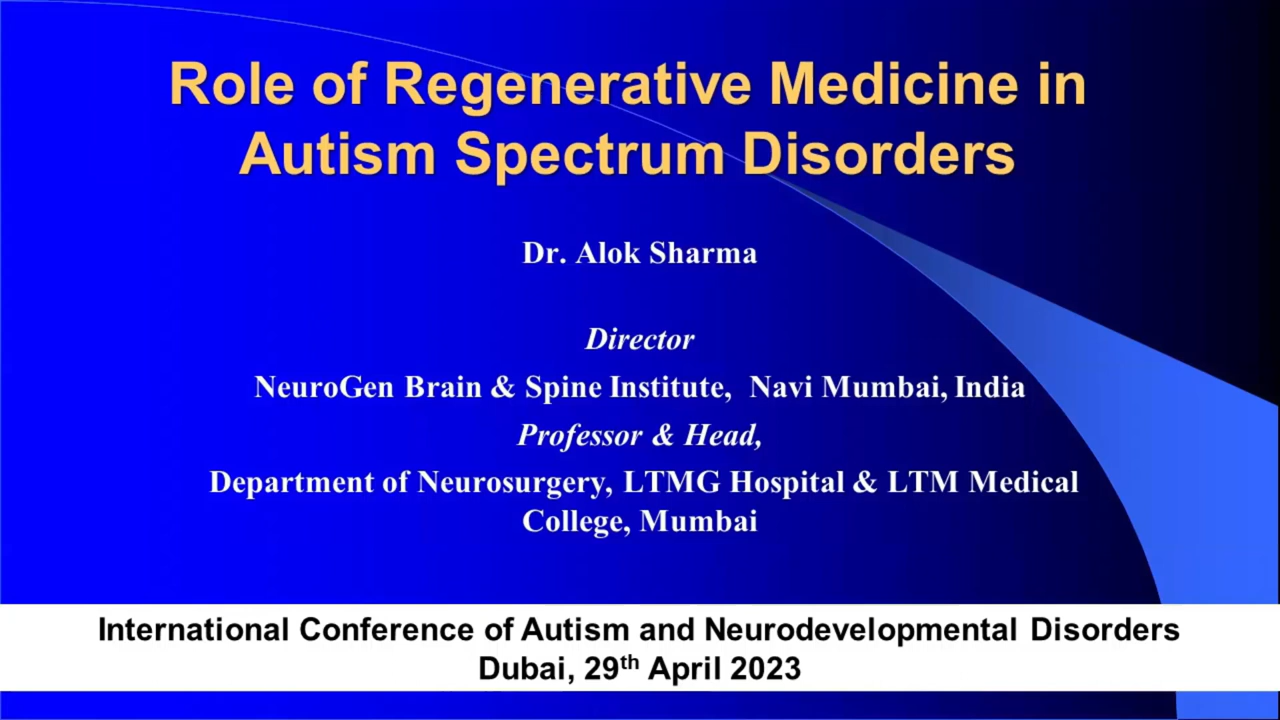 Role of Regenerative Medicine in
Autism Spectrum Disorders
Dr. Alok Sharma
Director
NeuroGen Brain & Spine Institute, Navi Mumbai, India
Professor & Head,
Department of Neurosurgery, LTMG Hospital & LTM Medical
College, Mumbai
International Conference of Autism and Neurodevelopmental Disorders
Dubai, 29th April 2023